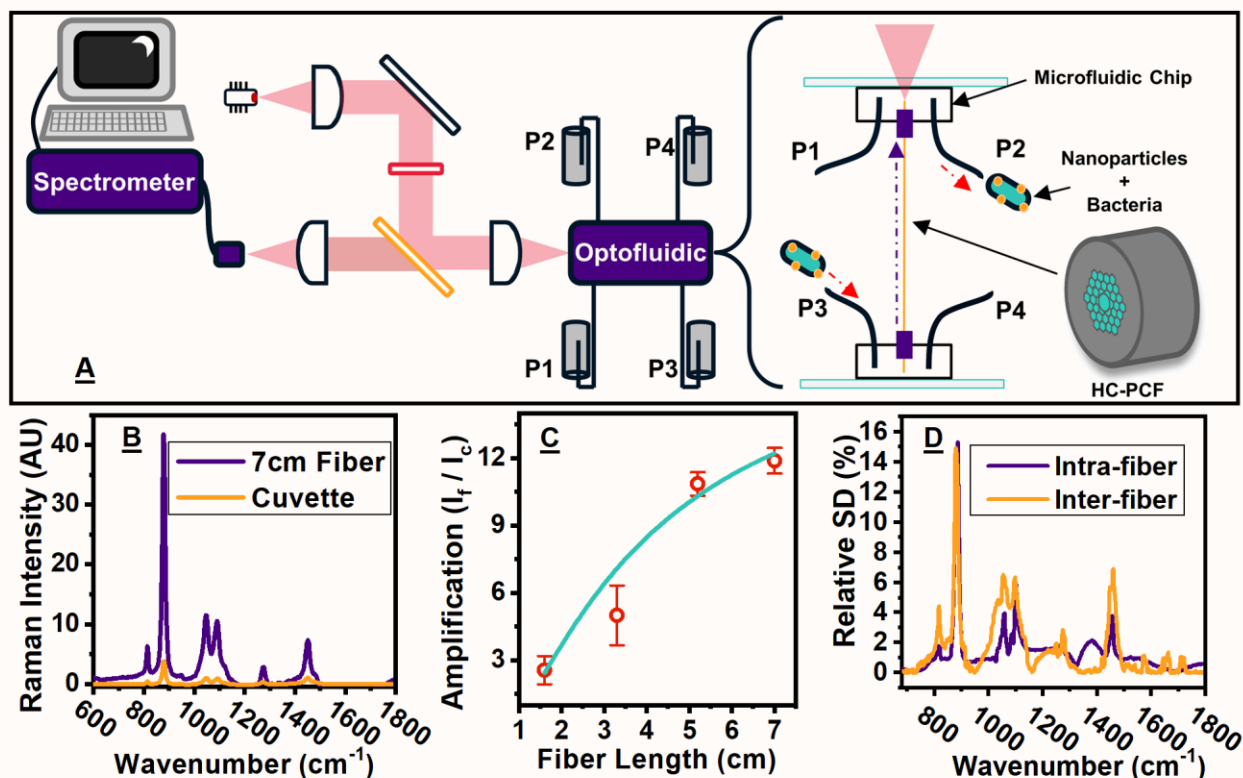 Spectrometer
P2
P4
Optofluidic
P1
P3
A
Microfluidic Chip
P1
P2
Nanoparticles
+
Bacteria
P3
P4
HC-PCF
B
7cm Fiber
Cuvette
Raman Intensity (AU)
40
30
20
10
0
600
800
1000
1200
1400
1600
1800
Wavenumber (cm⁻¹)
C
Amplification (I_f / I_c)
12
9
6
3
1
2
3
4
5
6
7
Fiber Length (cm)
D
Intra-fiber
Inter-fiber
Relative SD (%)
16
14
12
10
8
6
4
2
0
800
1000
1200
1400
1600
1800
Wavenumber (cm⁻¹)